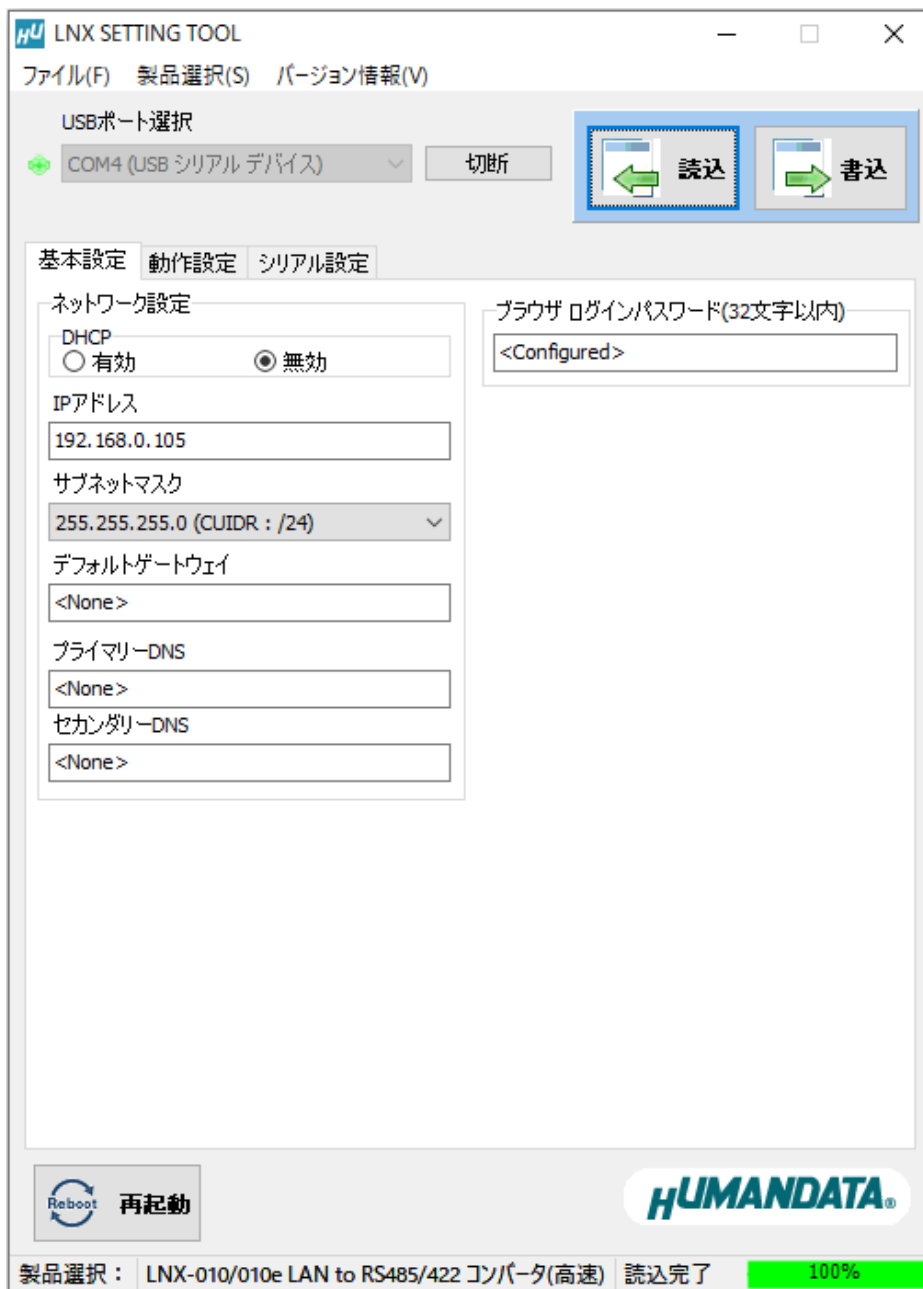 HU LNX SETTING TOOL
ファイル(F) 製品選択(S) バージョン情報(V)
USBポート選択
COM4 (USB シリアル デバイス)
切断
読込
書込
基本設定 動作設定 シリアル設定
ネットワーク設定
DHCP
有効 無効
IPアドレス
192.168.0.105
サブネットマスク
255.255.255.0 (CUIDR : /24)
デフォルトゲートウェイ
<None>
プライマリーDNS
<None>
セカンダリーDNS
<None>
ブラウザ ログインパスワード(32文字以内)
<Configured>
Reboot 再起動
HUMANDATA®
製品選択： LNX-010/010e LAN to RS485/422 コンバータ(高速) 読込完了 100%